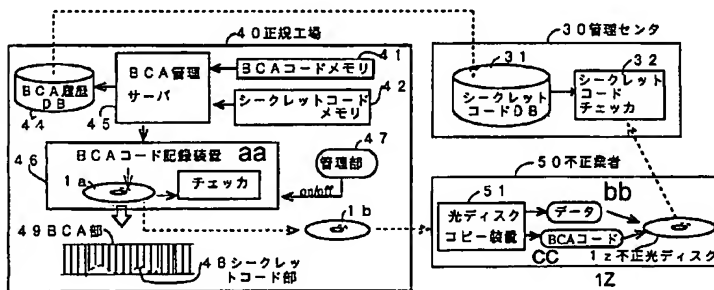 40正規工場
BCA履歴
DB
44
BCA管理
サーバ
45
BCAコードメモリ
41
シークレットコード
メモリ
42
46
BCAコード記録装置
aa
1a
チェッカ
47
管理部
on/off
1b
49BCA部
48シークレッ
トコード部
30管理センタ
31
シークレット
コードDB
32
シークレット
コード
チェッカ
50不正業者
51
光ディスク
コピー装置
データ
bb
BCAコード
cc
1z不正光ディスク
1Z